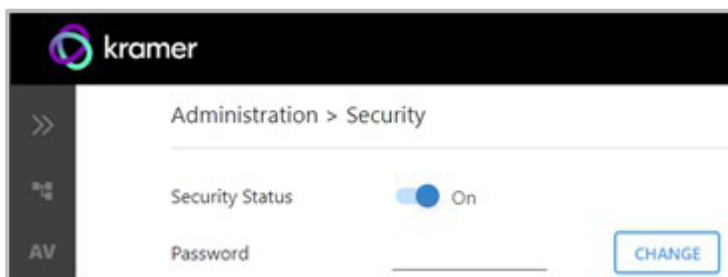 kramer
Administration > Security
Security Status On
Password CHANGE
AV